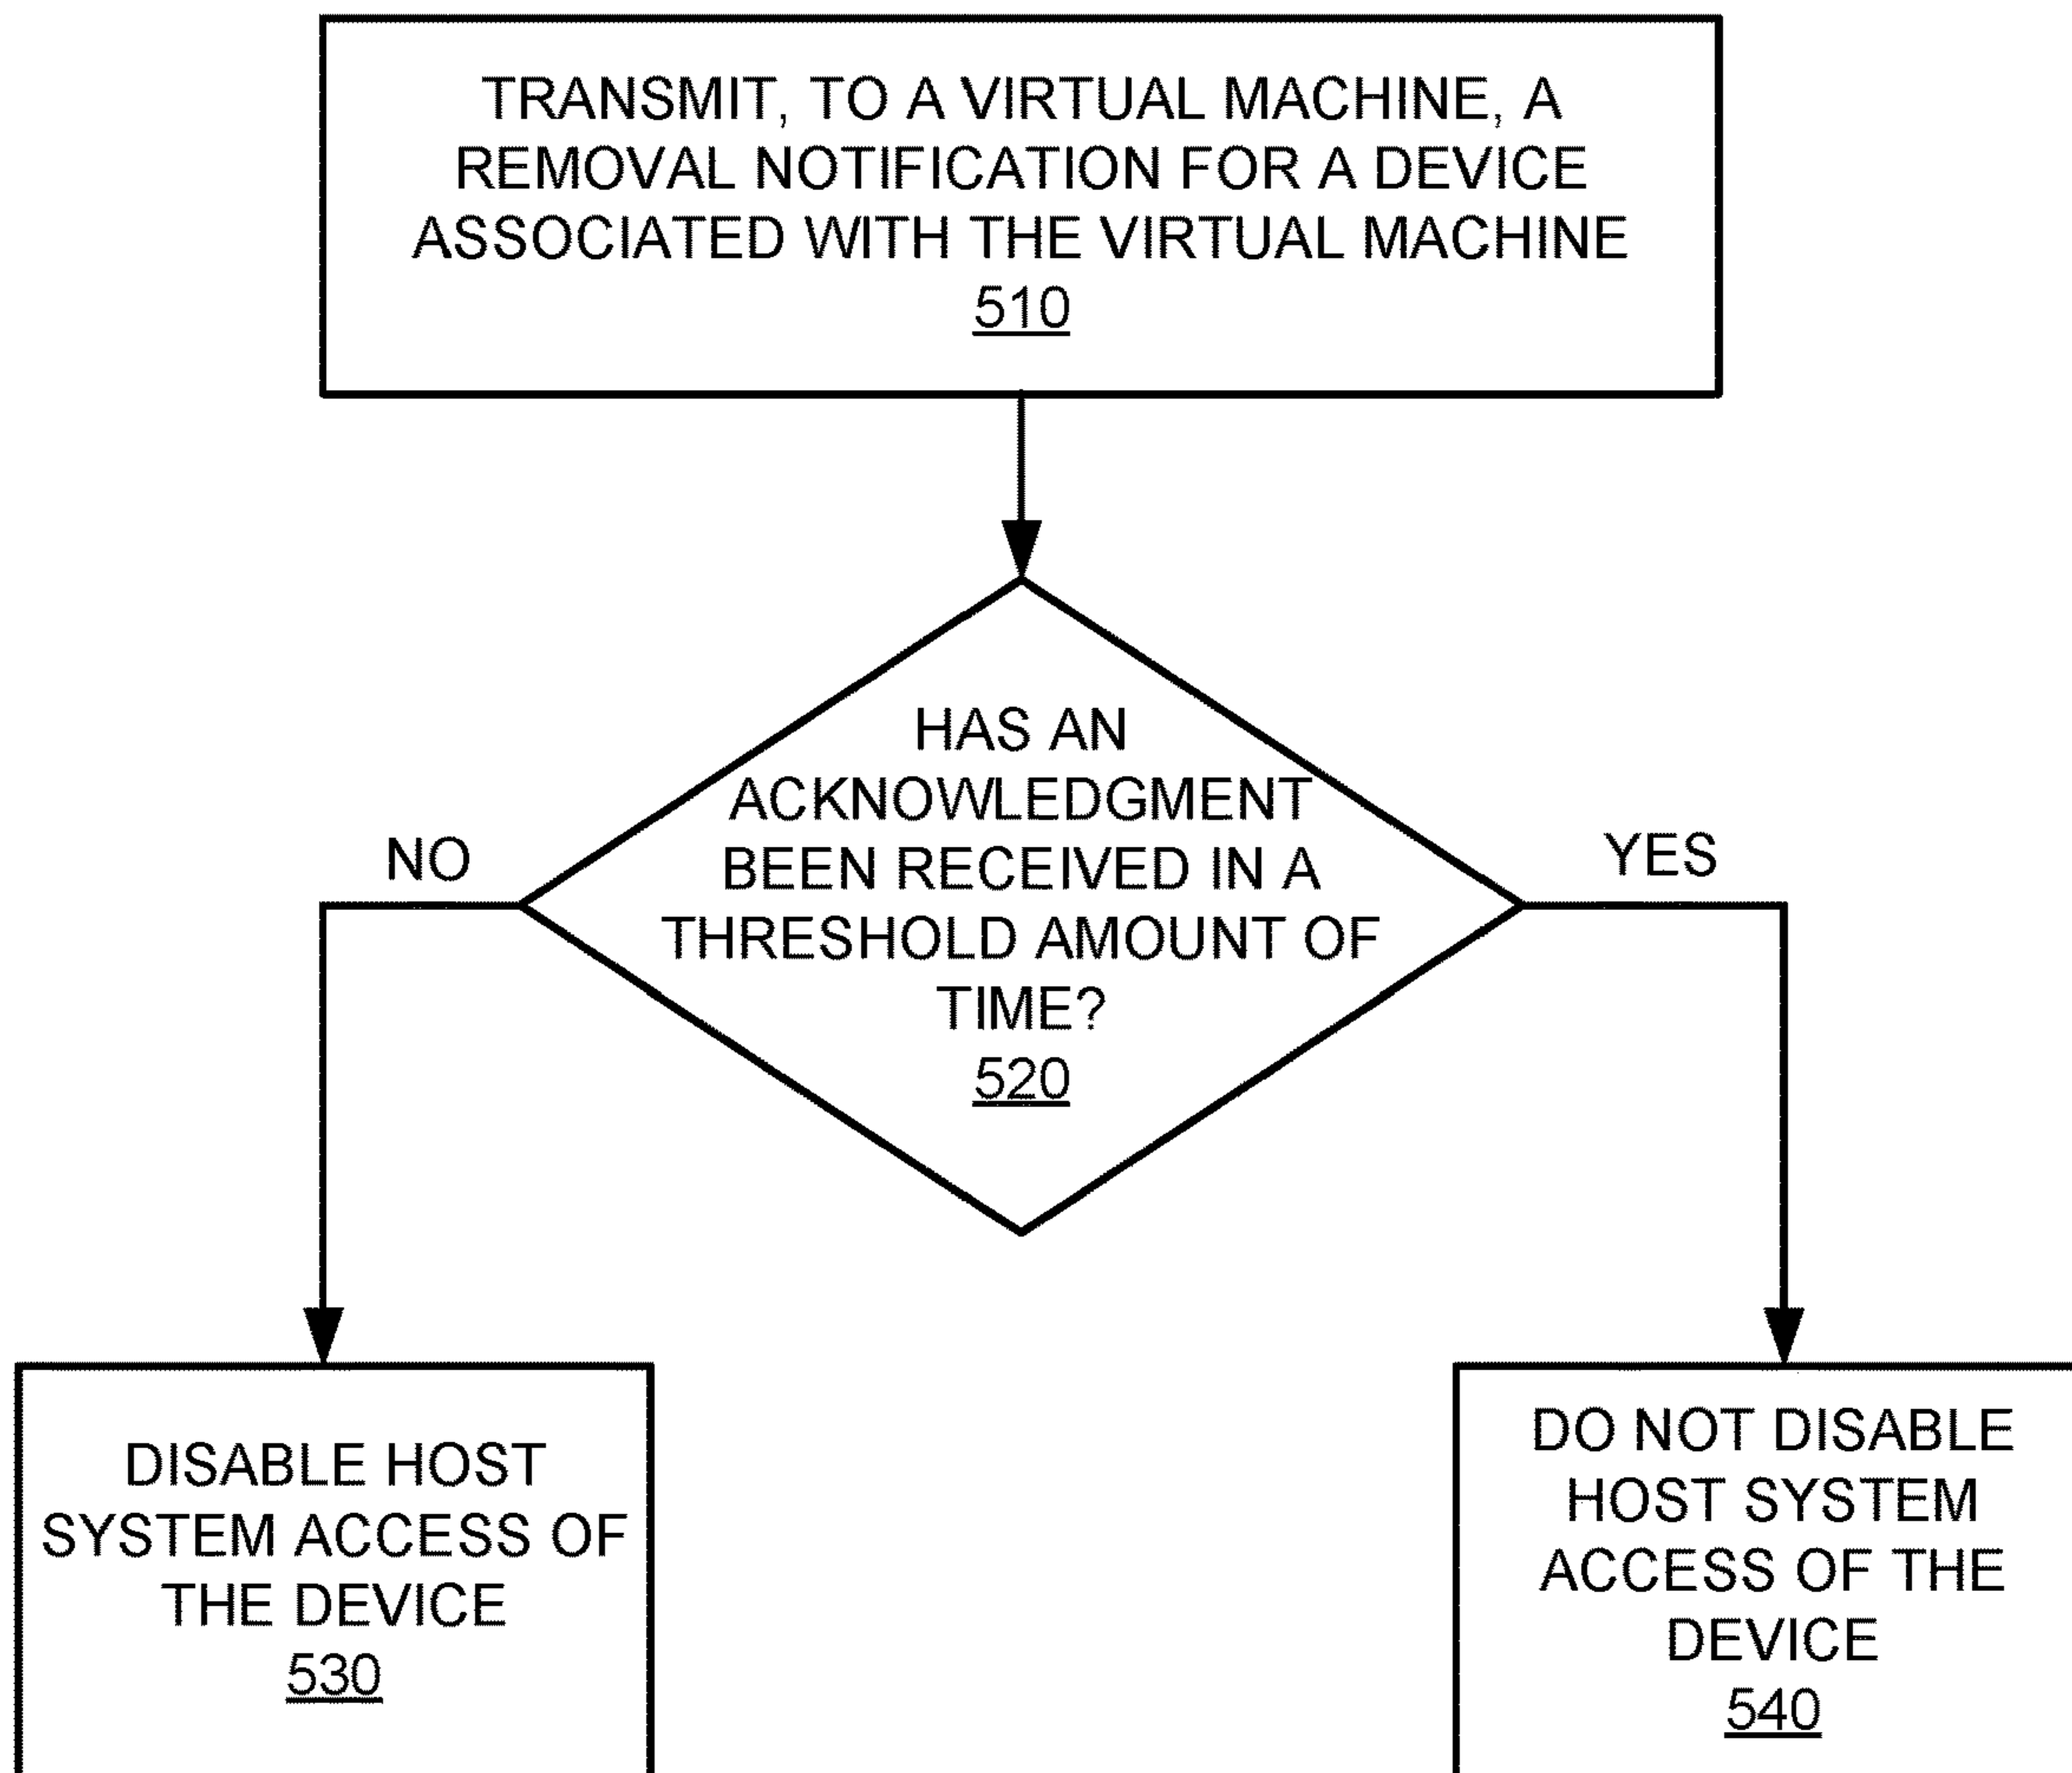 TRANSMIT, TO A VIRTUAL MACHINE, A
REMOVAL NOTIFICATION FOR A DEVICE
ASSOCIATED WITH THE VIRTUAL MACHINE
510
HAS AN
ACKNOWLEDGMENT
BEEN RECEIVED IN A
THRESHOLD AMOUNT OF
TIME?
520
NO
YES
DISABLE HOST
SYSTEM ACCESS OF
THE DEVICE
530
DO NOT DISABLE
HOST SYSTEM
ACCESS OF THE
DEVICE
540